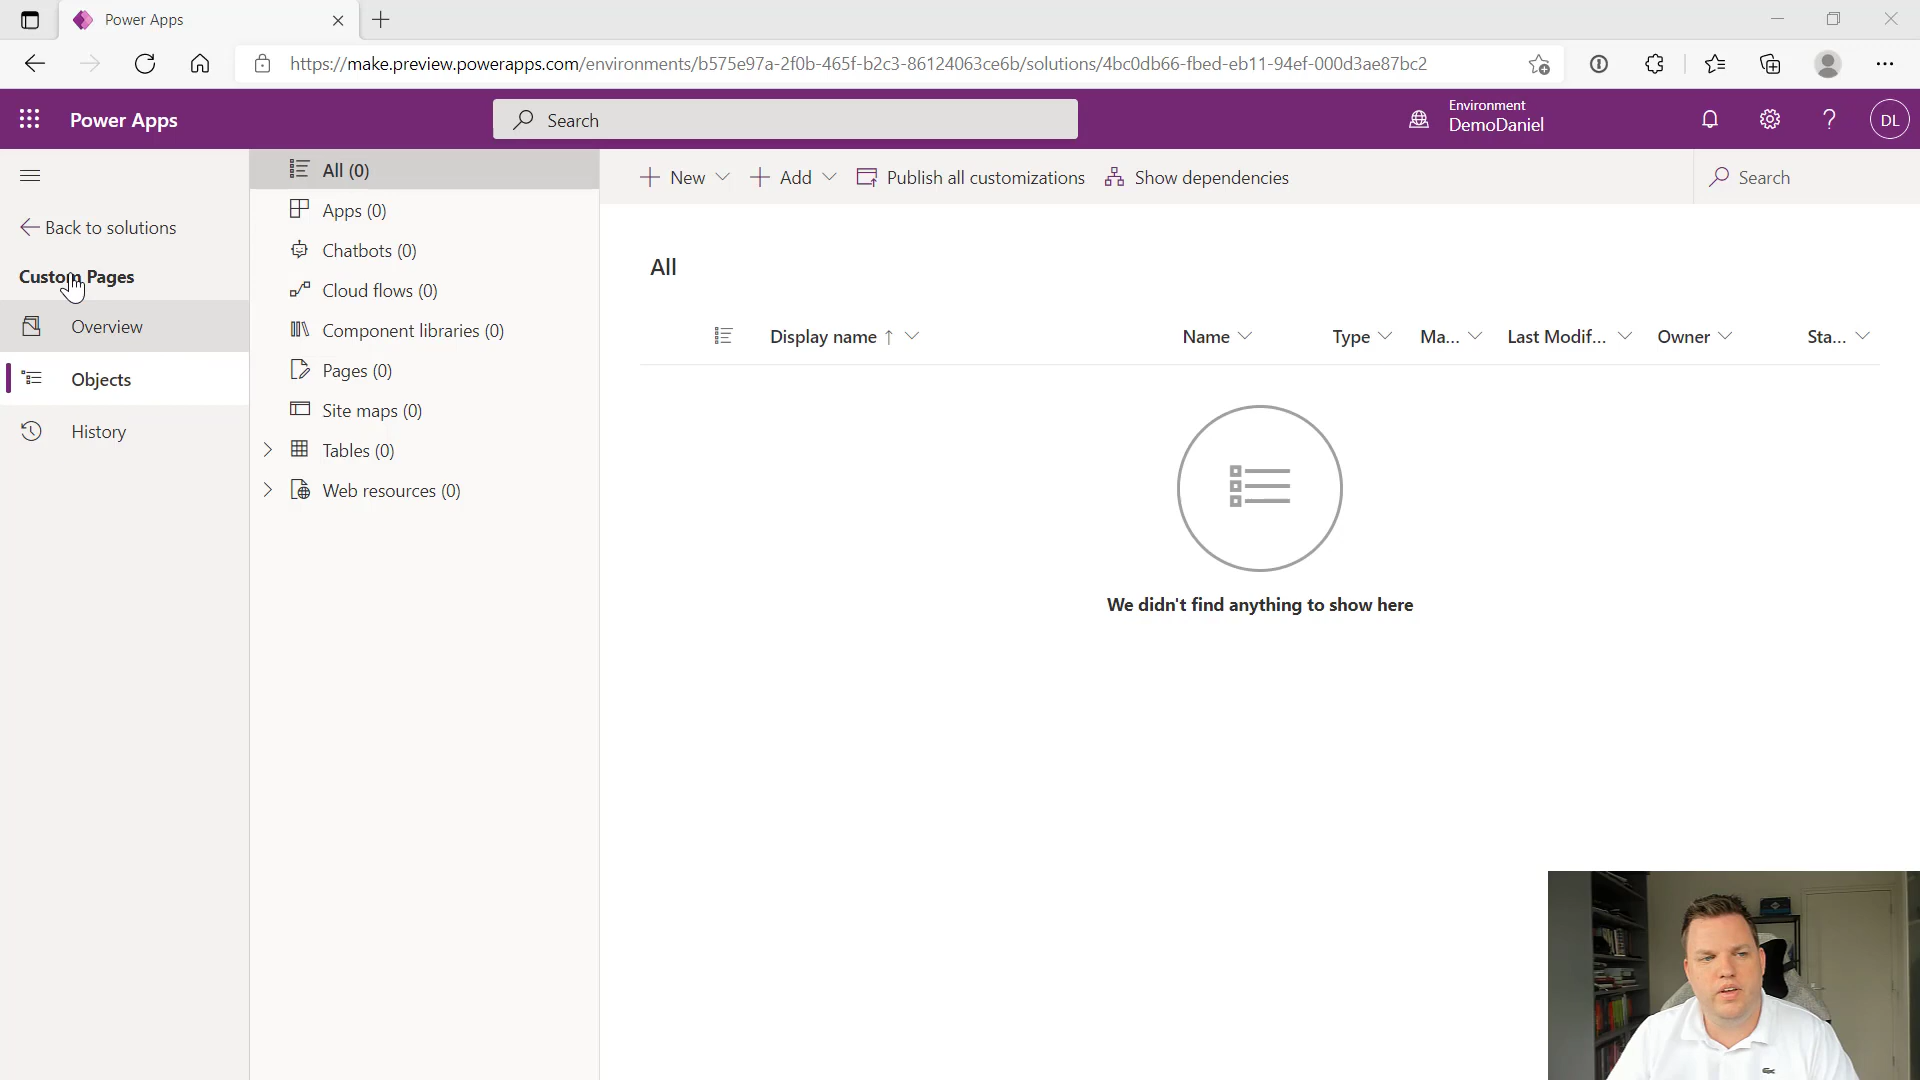 Power Apps
https://make.preview.powerapps.com/environments/b575e97a-2f0b-465f-b2c3-86124063ce6b/solutions/4bc0db66-fbed-eb11-94ef-000d3ae87bc2
Power Apps
Search
Environment
DemoDaniel
DL
Back to solutions
Custom Pages
Overview
Objects
History
All (0)
Apps (0)
Chatbots (0)
Cloud flows (0)
Component libraries (0)
Pages (0)
Site maps (0)
Tables (0)
Web resources (0)
New Add Publish all customizations Show dependencies Search
All
Display name ↑ Name Type Ma... Last Modif... Owner Sta...
We didn't find anything to show here